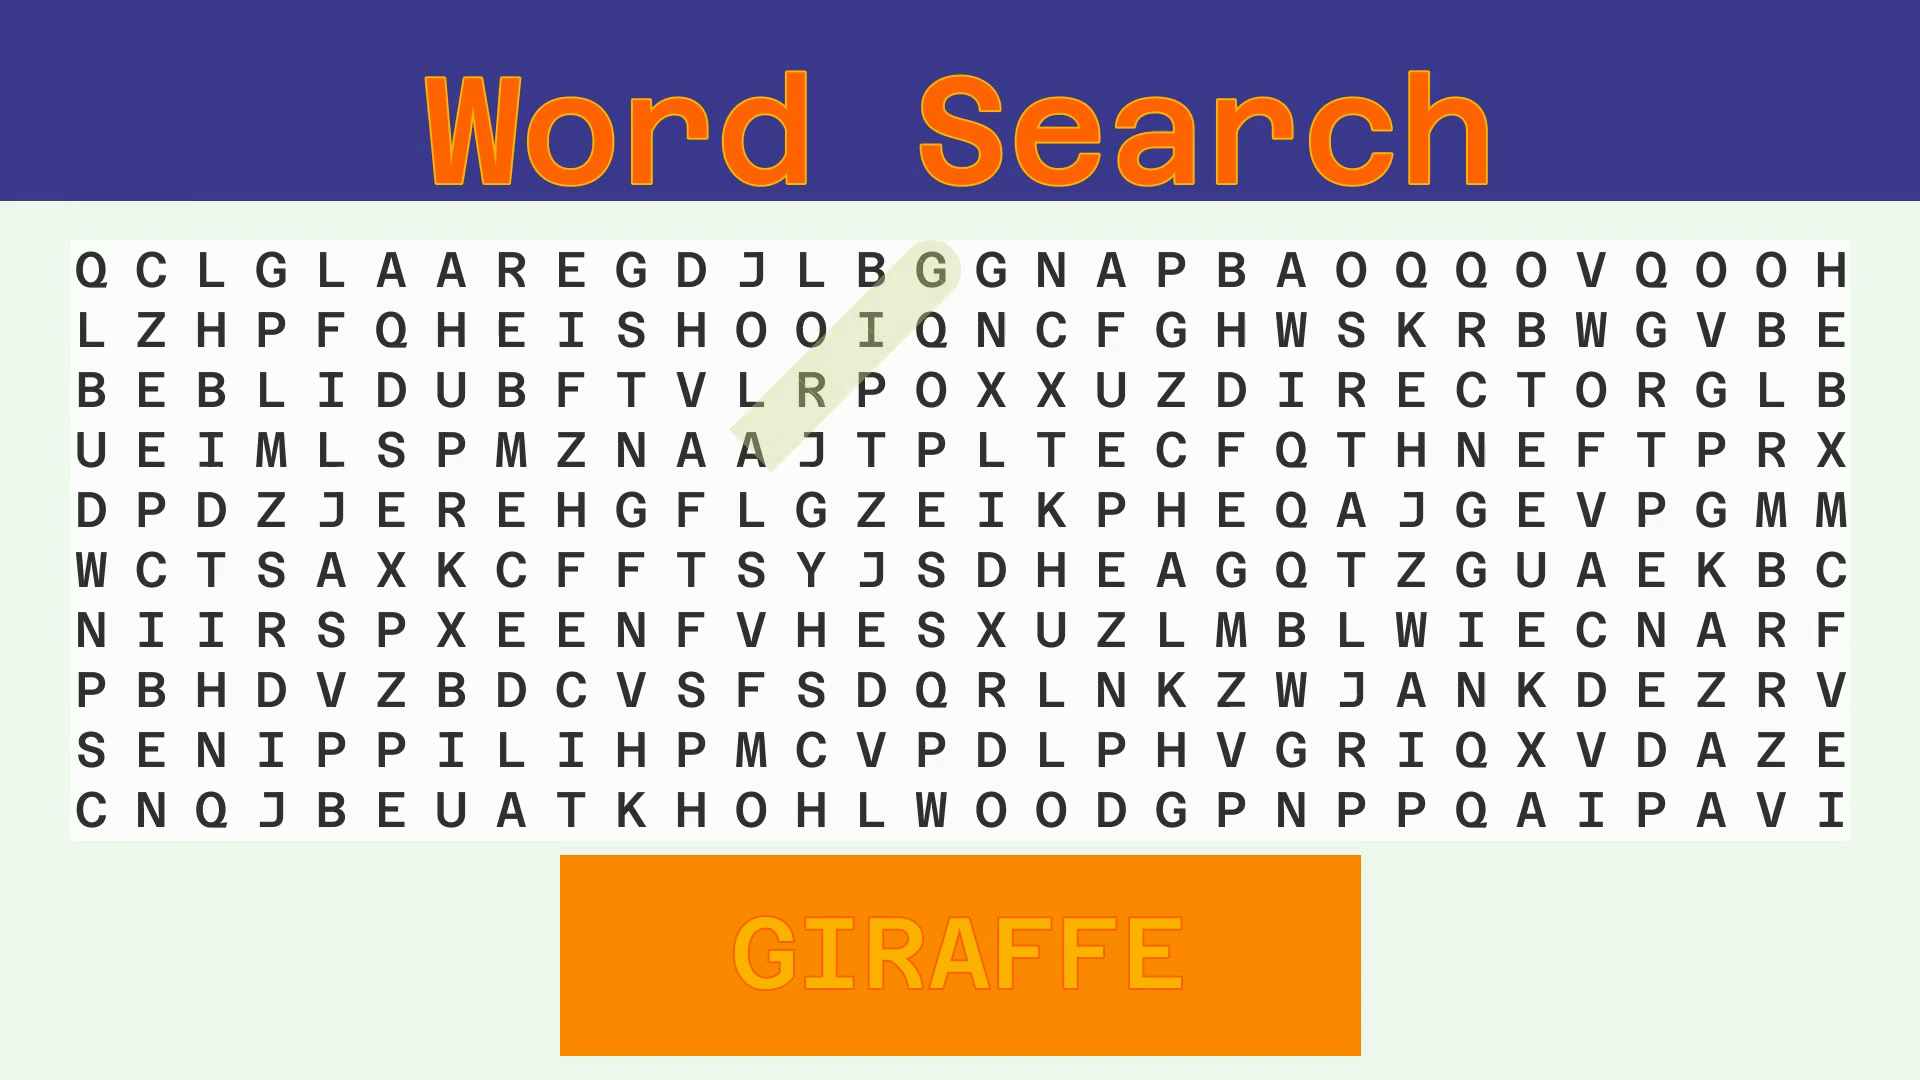 Word Search
Q C L G L A A R E G D J L B G G N A P B A O Q Q O V Q O O H
L Z H P F Q H E I S H O O I Q N C F G H W S K R B W G V B E
B E B L I D U B F T V L R P O X X U Z D I R E C T O R G L B
U E I M L S P M Z N A A J T P L T E C F Q T H N E F T P R X
D P D Z J E R E H G F L G Z E I K P H E Q A J G E V P G M M
W C T S A X K C F F T S Y J S D H E A G Q T Z G U A E K B C
N I I R S P X E E N F V H E S X U Z L M B L W I E C N A R F
P B H D V Z B D C V S F S D Q R L N K Z W J A N K D E Z R V
S E N I P P I L I H P M C V P D L P H V G R I Q X V D A Z E
C N Q J B E U A T K H O H L W O O D G P N P P Q A I P A V I
GIRAFFE